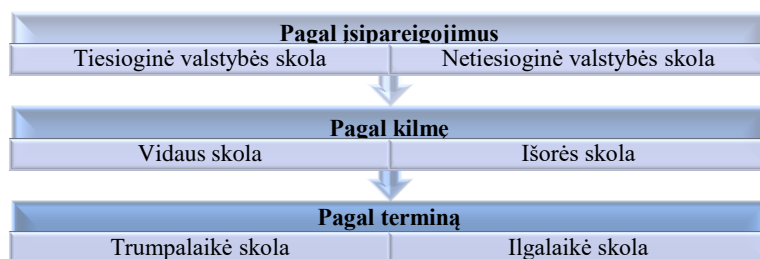 Pagal įsipareigojimus
Tiesioginė valstybės skola Netiesioginė valstybės skola
Pagal kilmę
Vidaus skola Išorės skola
Pagal terminą
Trumpalaikė skola Ilgalaikė skola